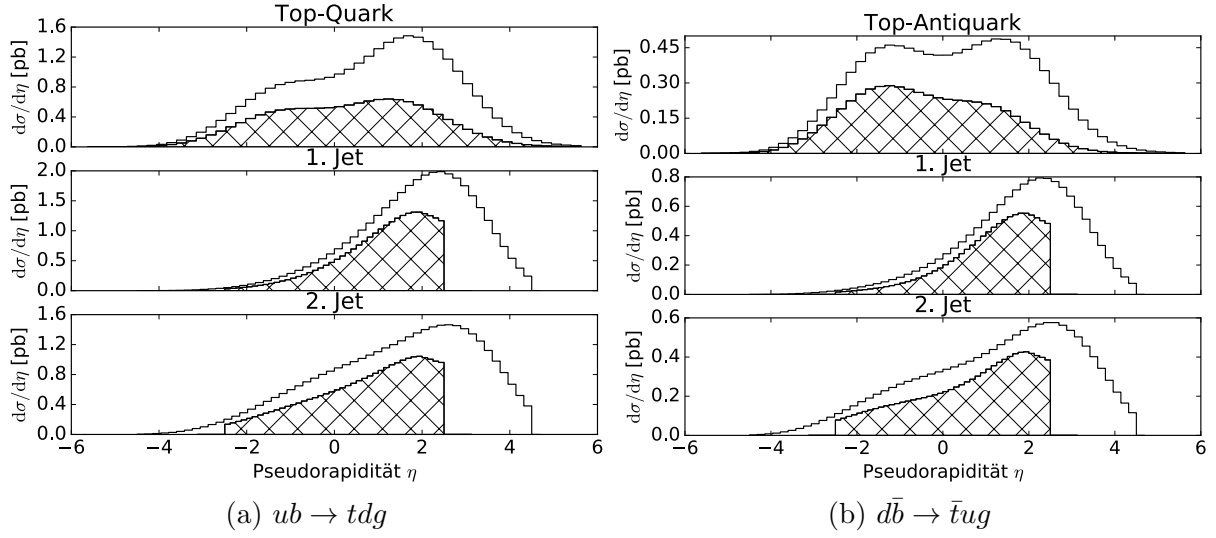 Top-Quark
1.6
1.2
0.8
0.4
0.0
dσ/dη [pb]
1. Jet
2.0
1.5
1.0
0.5
0.0
dσ/dη [pb]
2. Jet
1.6
1.2
0.8
0.4
0.0
dσ/dη [pb]
−6 −4 −2 0 2 4 6
Pseudorapidität η
(a) ub → tdg
Top-Antiquark
0.45
0.30
0.15
0.00
dσ/dη [pb]
1. Jet
0.8
0.6
0.4
0.2
0.0
dσ/dη [pb]
2. Jet
0.6
0.4
0.2
0.0
dσ/dη [pb]
−6 −4 −2 0 2 4 6
Pseudorapidität η
(b) db̄ → t̄ug